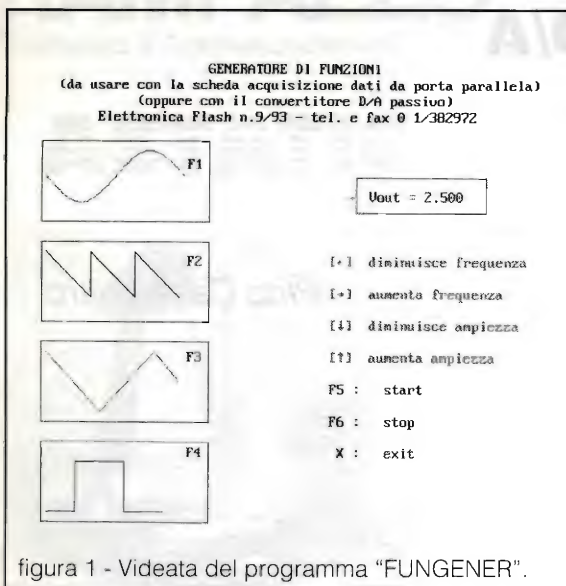 GENERATORE DI FUNZIONI
(da usare con la scheda acquisizione dati da porta parallela)
(oppure con il convertitore D/A passivo)
Elettronica Flash n.9/93 - tel. e fax 0 1/382972
F1
Vout = 2.500
F2
[←] diminuisce frequenza
[→] aumenta frequenza
[↓] diminuisce ampiezza
F3
[↑] aumenta ampiezza
F5 : start
F6 : stop
F4
X : exit
figura 1 - Videata del programma “FUNGENER”.